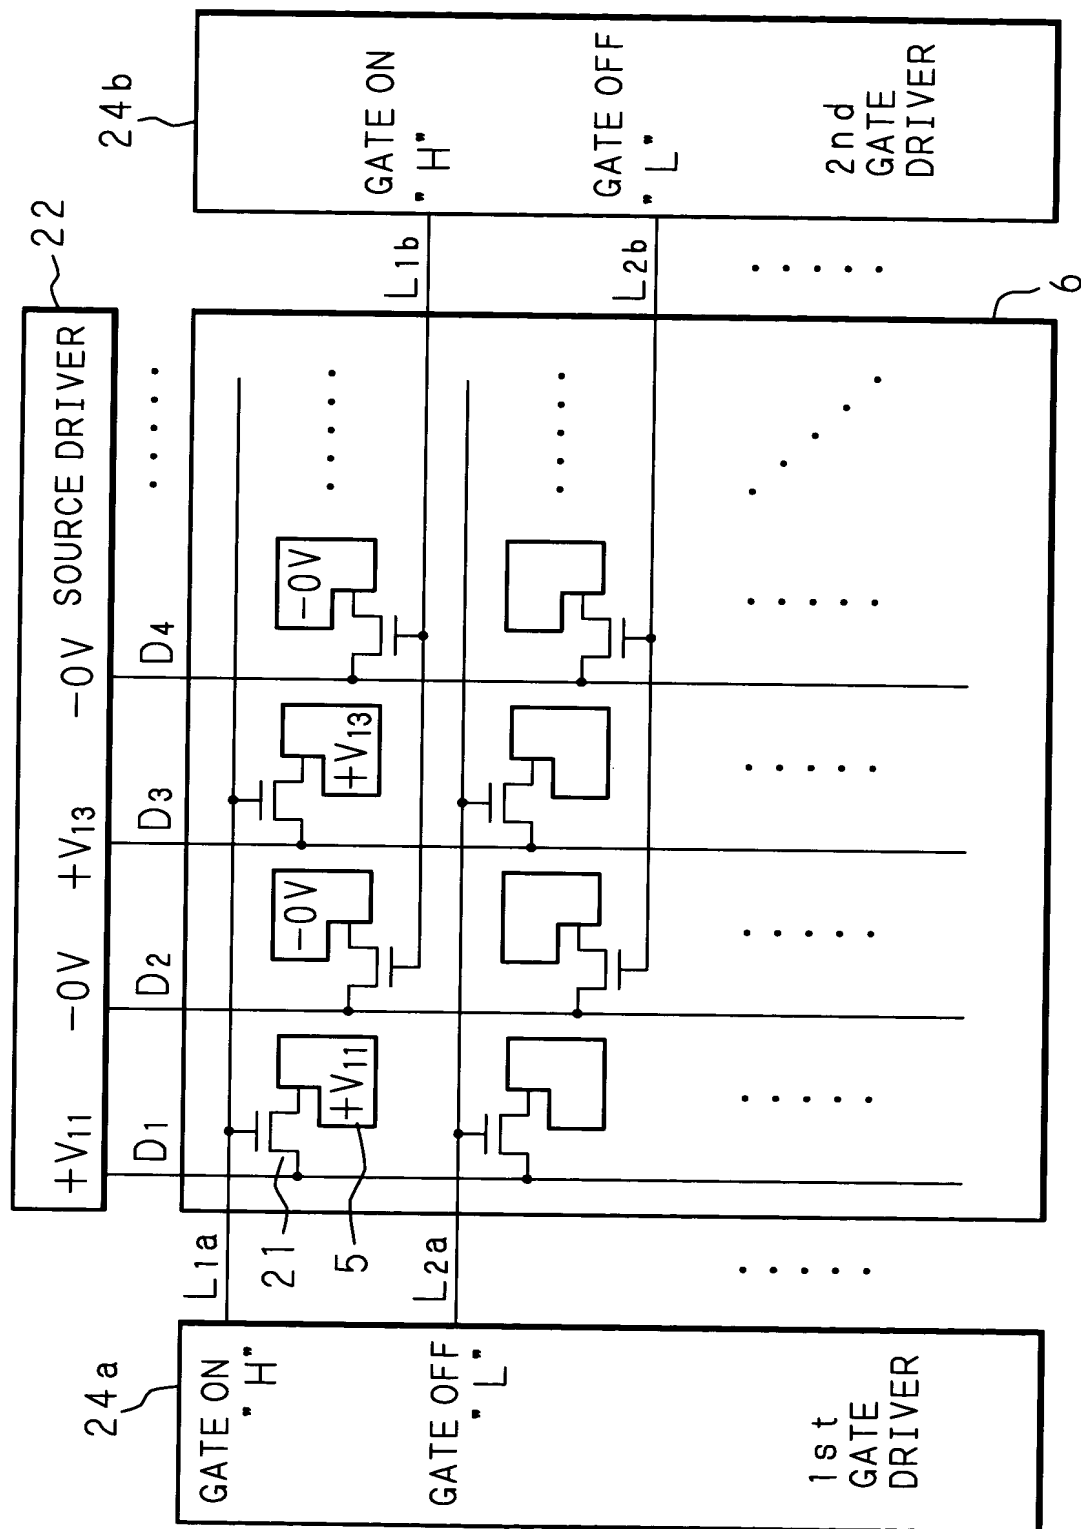 22
+V11 -0V +V13 -0V SOURCE DRIVER
D1 D2 D3 D4
24a
24b
GATE ON
"H"
GATE OFF
"L"
1st
GATE
DRIVER
L1a
L2a
21
5
+V11
-0V
+V13
-0V
L1b
L2b
GATE ON
"H"
GATE OFF
"L"
2nd
GATE
DRIVER
6